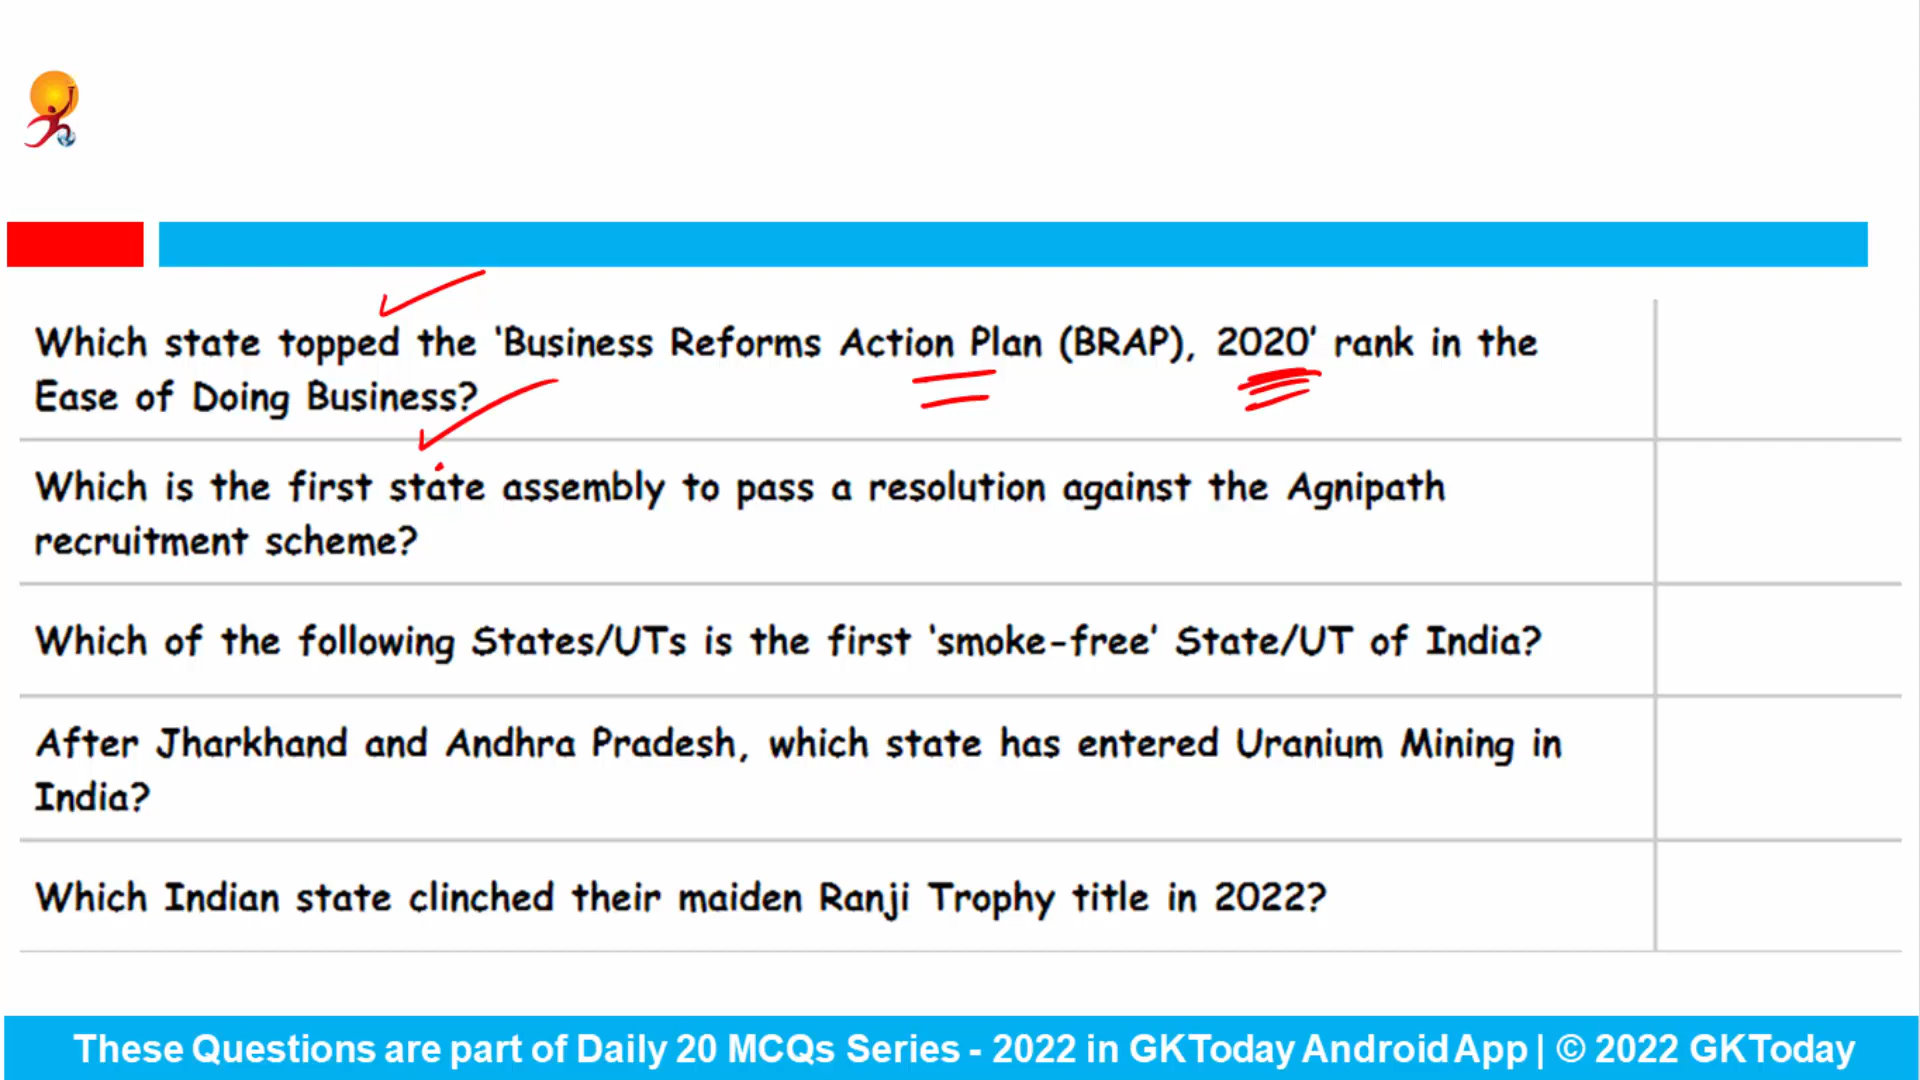 Which state topped the ‘Business Reforms Action Plan (BRAP), 2020’ rank in the
Ease of Doing Business?
Which is the first state assembly to pass a resolution against the Agnipath
recruitment scheme?
Which of the following States/UTs is the first ‘smoke-free’ State/UT of India?
After Jharkhand and Andhra Pradesh, which state has entered Uranium Mining in
India?
Which Indian state clinched their maiden Ranji Trophy title in 2022?
These Questions are part of Daily 20 MCQs Series - 2022 in GKToday Android App | © 2022 GKToday